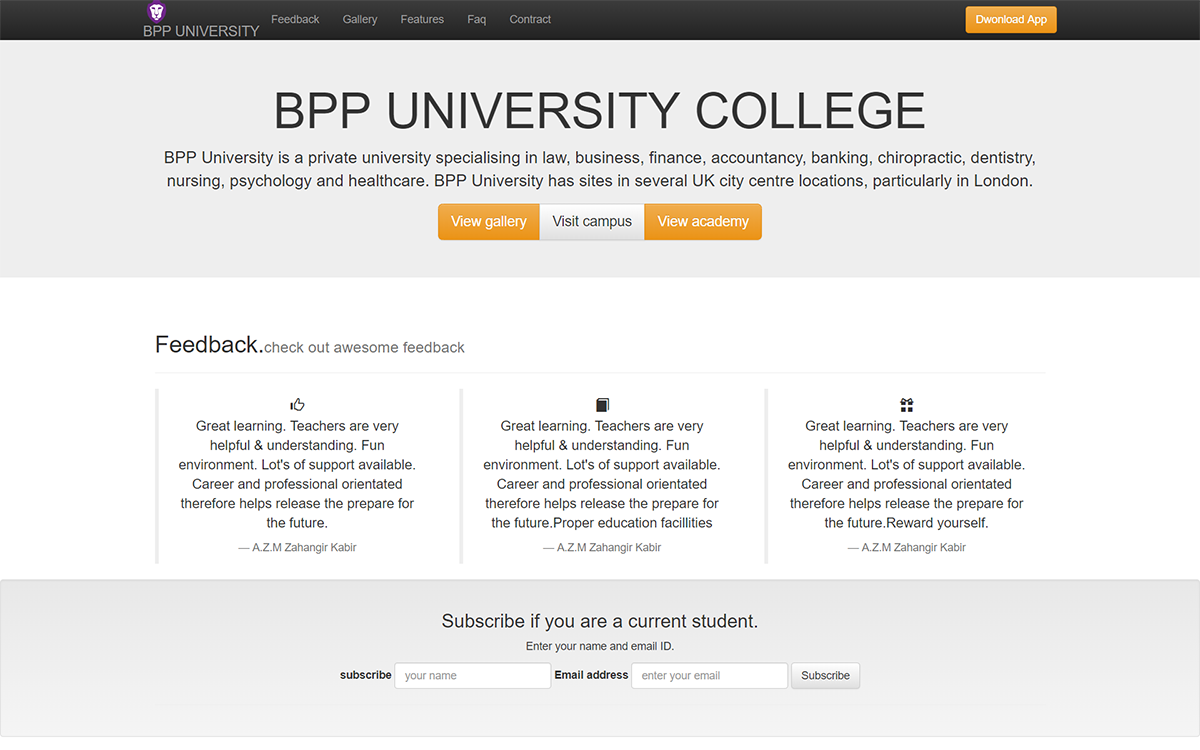 Feedback Gallery Features Faq Contract Dwonload App
BPP UNIVERSITY
BPP UNIVERSITY COLLEGE
BPP University is a private university specialising in law, business, finance, accountancy, banking, chiropractic, dentistry,
nursing, psychology and healthcare. BPP University has sites in several UK city centre locations, particularly in London.
View gallery Visit campus View academy
Feedback.check out awesome feedback
Great learning. Teachers are very
helpful & understanding. Fun
environment. Lot's of support available.
Career and professional orientated
therefore helps release the prepare for
the future.
— A.Z.M Zahangir Kabir
Great learning. Teachers are very
helpful & understanding. Fun
environment. Lot's of support available.
Career and professional orientated
therefore helps release the prepare for
the future.Proper education facillities
— A.Z.M Zahangir Kabir
Great learning. Teachers are very
helpful & understanding. Fun
environment. Lot's of support available.
Career and professional orientated
therefore helps release the prepare for
the future.Reward yourself.
— A.Z.M Zahangir Kabir
Subscribe if you are a current student.
Enter your name and email ID.
subscribe your name Email address enter your email Subscribe